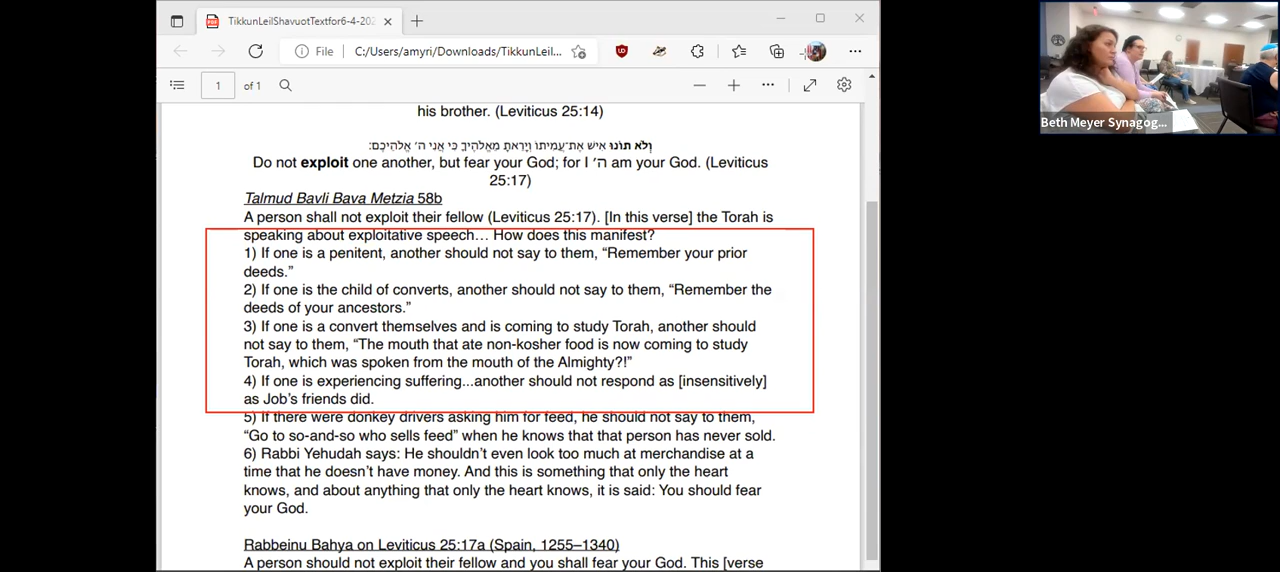 TikkunLeilShavuotTextfor6-4-202
File
C:/Users/amyri/Downloads/TikkunLeil...
1
of 1
his brother. (Leviticus 25:14)
וְלֹא תוֹנוּ אִישׁ אֶת־עֲמִיתוֹ וְיָרֵאתָ מֵאֱלֹהֶיךָ כִּי אֲנִי ה׳ אֱלֹהֵיכֶם:
Do not exploit one another, but fear your God; for I ה׳ am your God. (Leviticus
25:17)
Talmud Bavli Bava Metzia 58b
A person shall not exploit their fellow (Leviticus 25:17). [In this verse] the Torah is
speaking about exploitative speech… How does this manifest?
1) If one is a penitent, another should not say to them, “Remember your prior
deeds.”
2) If one is the child of converts, another should not say to them, “Remember the
deeds of your ancestors.”
3) If one is a convert themselves and is coming to study Torah, another should
not say to them, “The mouth that ate non-kosher food is now coming to study
Torah, which was spoken from the mouth of the Almighty?!”
4) If one is experiencing suffering...another should not respond as [insensitively]
as Job’s friends did.
5) If there were donkey drivers asking him for feed, he should not say to them,
“Go to so-and-so who sells feed” when he knows that that person has never sold.
6) Rabbi Yehudah says: He shouldn’t even look too much at merchandise at a
time that he doesn’t have money. And this is something that only the heart
knows, and about anything that only the heart knows, it is said: You should fear
your God.
Rabbeinu Bahya on Leviticus 25:17a (Spain, 1255–1340)
A person should not exploit their fellow and you shall fear your God. This [verse
Beth Meyer Synagog...